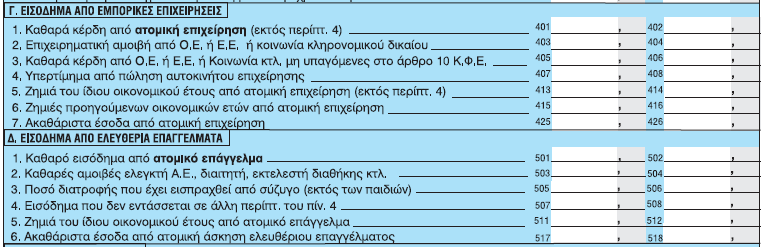 Γ. ΕΙΣΟΔΗΜΑ ΑΠΟ ΕΜΠΟΡΙΚΕΣ ΕΠΙΧΕΙΡΗΣΕΙΣ
1. Καθαρά κέρδη από ατομική επιχείρηση (εκτός περίπτ. 4) 401 , 402 ,
2, Επιχειρηματική αμοιβή από Ο,Ε, ή Ε,Ε, ή κοινωνία κληρονομικού δικαίου 403 , 404 ,
3, Καθαρά κέρδη από Ο,Ε, ή Ε,Ε, ή Κοινωνία κτλ, μη υπαγόμενες στο άρθρο 10 Κ,Φ,Ε, 405 , 406 ,
4, Υπερτίμημα από πώληση αυτοκινήτου επιχείρησης 407 , 408 ,
5. Ζημιά του ίδιου οικονομικού έτους από ατομική επιχείρηση (εκτός περίπτ. 4) 413 , 414 ,
6. Ζημιές προηγούμενων οικονομικών ετών από ατομική επιχείρηση 415 , 416 ,
7. Ακαθάριστα έσοδα από ατομική επιχείρηση 425 , 426 ,
Δ. ΕΙΣΟΔΗΜΑ ΑΠΟ ΕΛΕΥΘΕΡΙΑ ΕΠΑΓΓΕΛΜΑΤΑ
1. Καθαρό εισόδημα από ατομικό επάγγελμα 501 , 502 ,
2. Καθαρές αμοιβές ελεγκτή Α.Ε., διαιτητή, εκτελεστή διαθήκης κτλ. 503 , 504 ,
3. Ποσό διατροφής που έχει εισπραχθεί από σύζυγο (εκτός των παιδιών) 505 , 506 ,
4. Εισόδημα που δεν εντάσσεται σε άλλη περίπτ. του πίν. 4 507 , 508 ,
5. Ζημιά του ίδιου οικονομικού έτους από ατομικό επάγγελμα 511 , 512 ,
6. Ακαθάριστα έσοδα από ατομική άσκηση ελευθέριου επαγγέλματος 517 , 518 ,